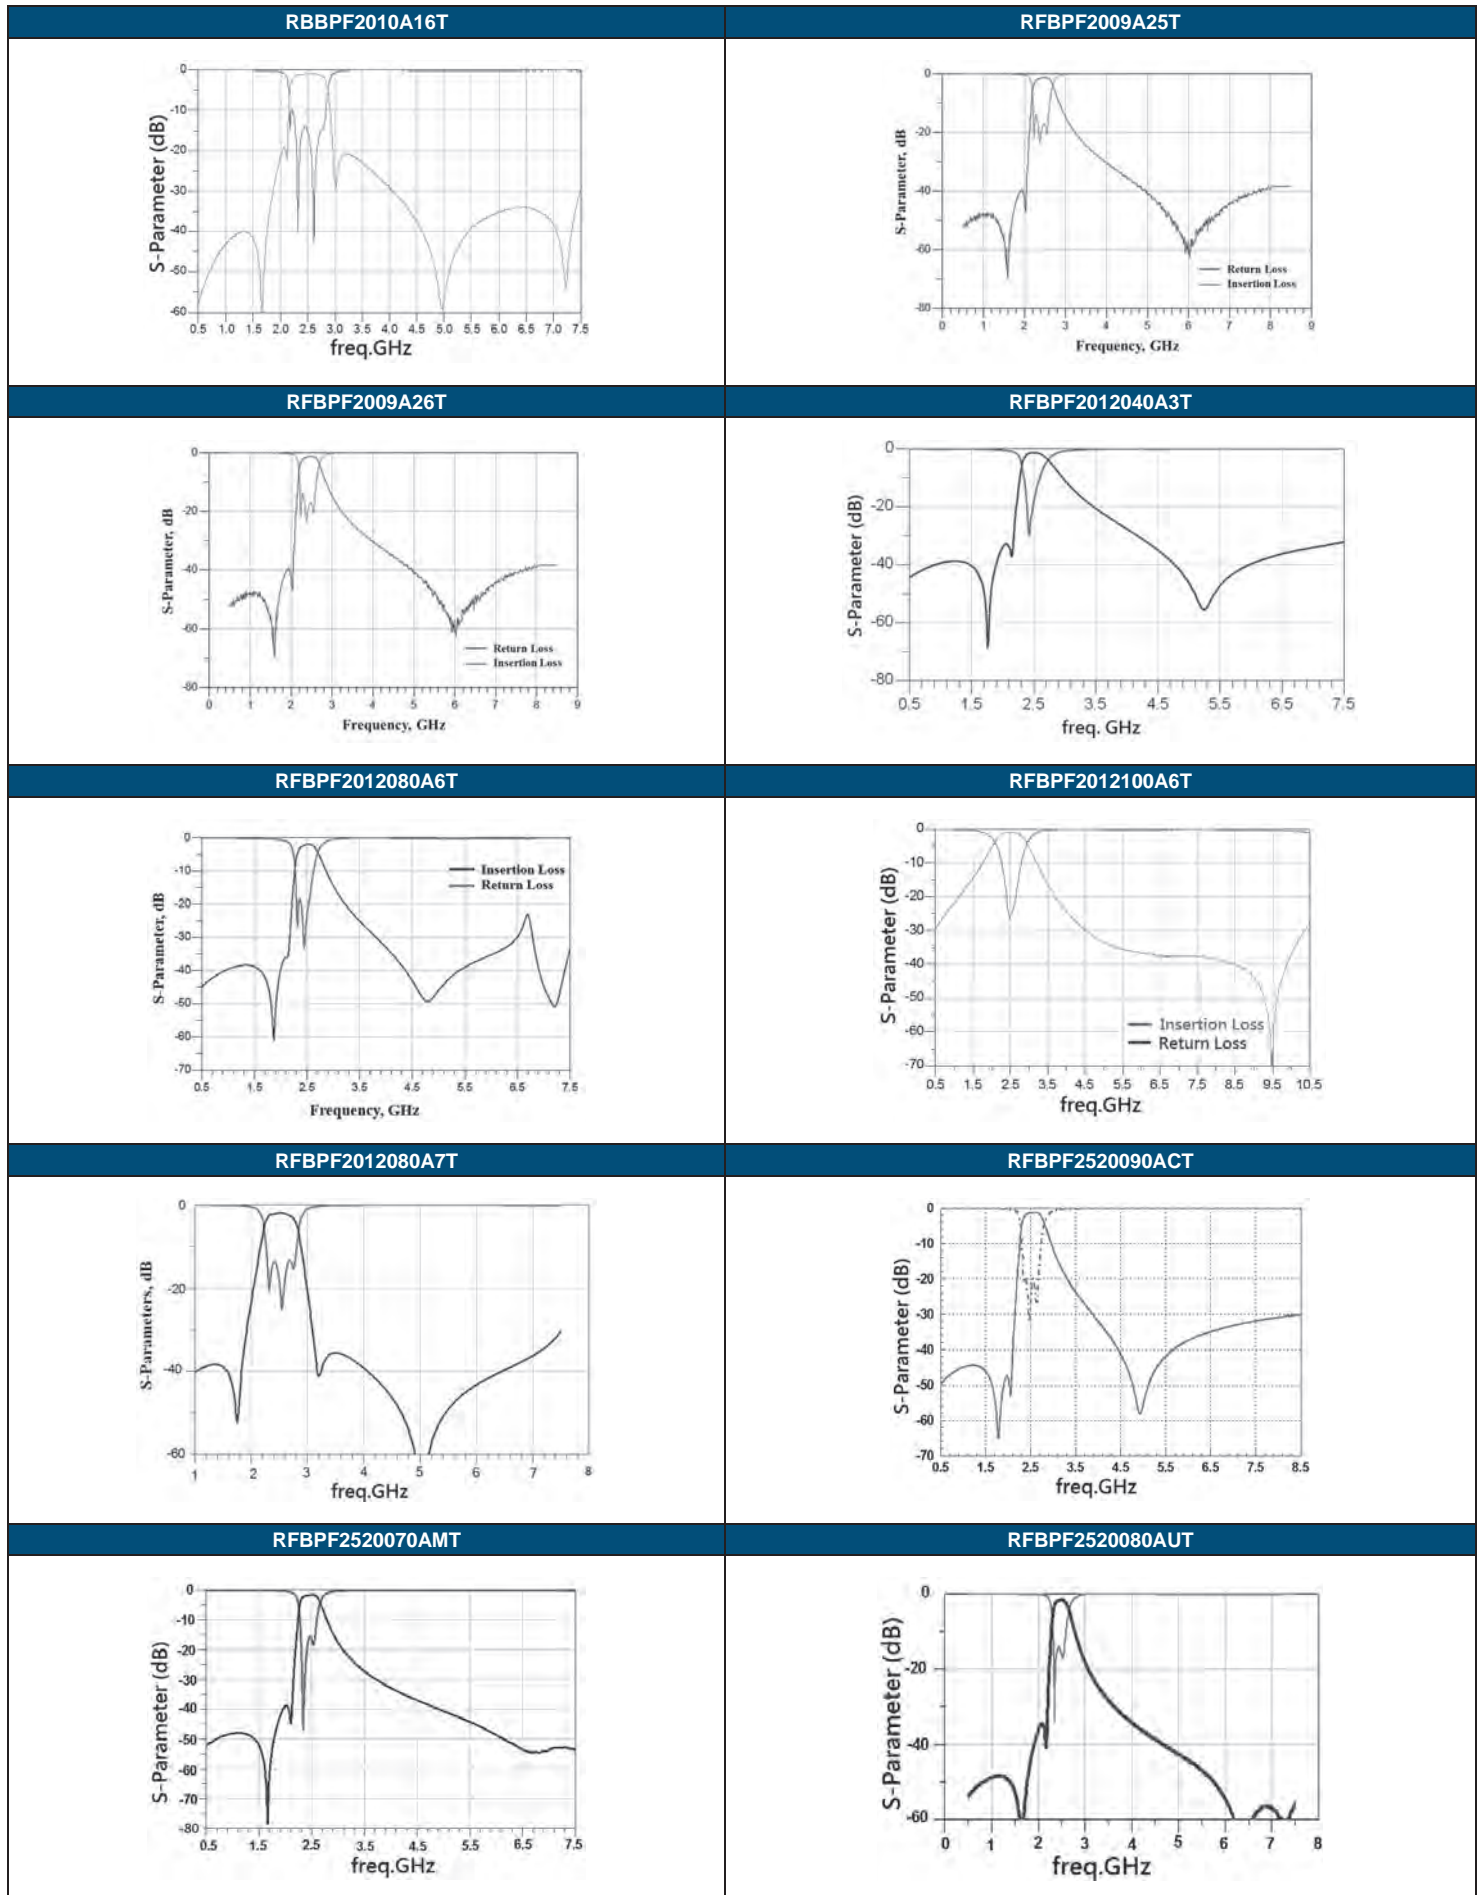 RBBPF2010A16T
0
-10
-20
-30
-40
-50
-60
S-Parameter (dB)
0.5 1.0 1.5 2.0 2.5 3.0 3.5 4.0 4.5 5.0 5.5 6.0 6.5 7.0 7.5
freq.GHz
RFBPF2009A25T
0
-20
-40
-60
-80
S-Parameter, dB
Return Loss
Insertion Loss
0 1 2 3 4 5 6 7 8 9
Frequency, GHz
RFBPF2009A26T
0
-20
-40
-60
-80
S-Parameter, dB
Return Loss
Insertion Loss
0 1 2 3 4 5 6 7 8 9
Frequency, GHz
RFBPF2012040A3T
0
-20
-40
-60
-80
S-Parameter (dB)
0.5 1.5 2.5 3.5 4.5 5.5 6.5 7.5
freq. GHz
RFBPF2012080A6T
0
-10
-20
-30
-40
-50
-60
-70
S-Parameter, dB
Insertion Loss
Return Loss
0.5 1.5 2.5 3.5 4.5 5.5 6.5 7.5
Frequency, GHz
RFBPF2012100A6T
0
-10
-20
-30
-40
-50
-60
-70
S-Parameter (dB)
Insertion Loss
Return Loss
0.5 1.5 2.5 3.5 4.5 5.5 6.5 7.5 8.5 9.5 10.5
freq.GHz
RFBPF2012080A7T
0
-20
-40
-60
S-Parameters, dB
1 2 3 4 5 6 7 8
freq.GHz
RFBPF2520090ACT
0
-10
-20
-30
-40
-50
-60
-70
S-Parameter (dB)
0.5 1.5 2.5 3.5 4.5 5.5 6.5 7.5 8.5
freq.GHz
RFBPF2520070AMT
0
-10
-20
-30
-40
-50
-60
-70
-80
S-Parameter (dB)
0.5 1.5 2.5 3.5 4.5 5.5 6.5 7.5
freq.GHz
RFBPF2520080AUT
0
-20
-40
-60
S-Parameter (dB)
0 1 2 3 4 5 6 7 8
freq.GHz